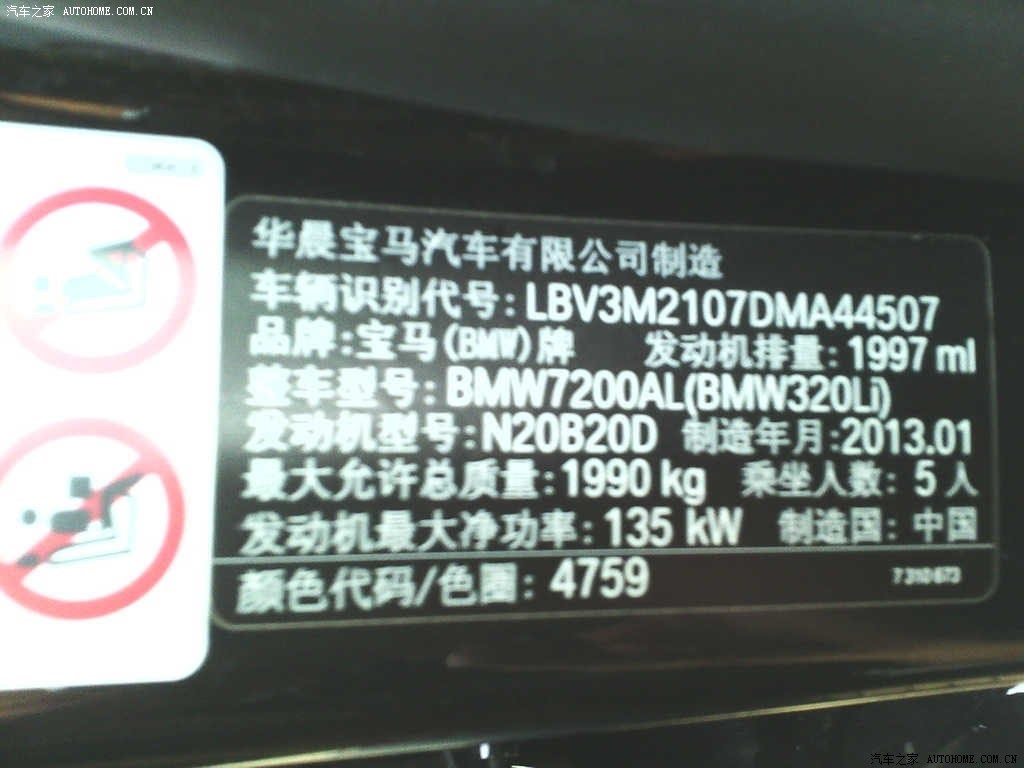 汽车之家 AUTOHOME.COM.CN
华晨宝马汽车有限公司制造
车辆识别代号:LBV3M2107DMA44507
品牌:宝马(BMW)牌 发动机排量:1997 ml
整车型号:BMW7200AL(BMW320Li)
发动机型号:N20B20D 制造年月:2013.01
最大允许总质量:1990 kg 乘坐人数: 5 人
发动机最大净功率:135 kW 制造国: 中国
颜色代码/色圈: 4759 7 310 673
汽车之家 AUTOHOME.COM.CN